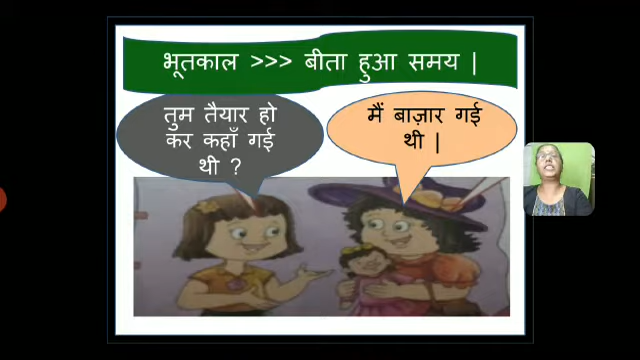 भूतकाल >>> बीता हुआ समय |
तुम तैयार हो
कर कहाँ गई
थी ?
मैं बाज़ार गई
थी |